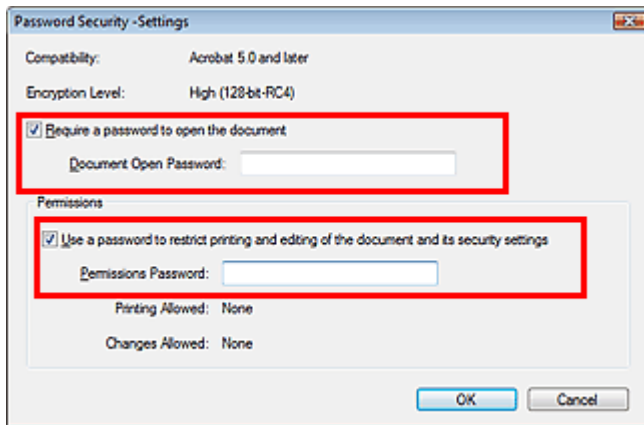 Password Security -Settings
Compatibility: Acrobat 5.0 and later
Encryption Level: High (128-bit-RC4)
Require a password to open the document
Document Open Password:
Permissions
Use a password to restrict printing and editing of the document and its security settings
Permissions Password:
Printing Allowed: None
Changes Allowed: None
OK Cancel